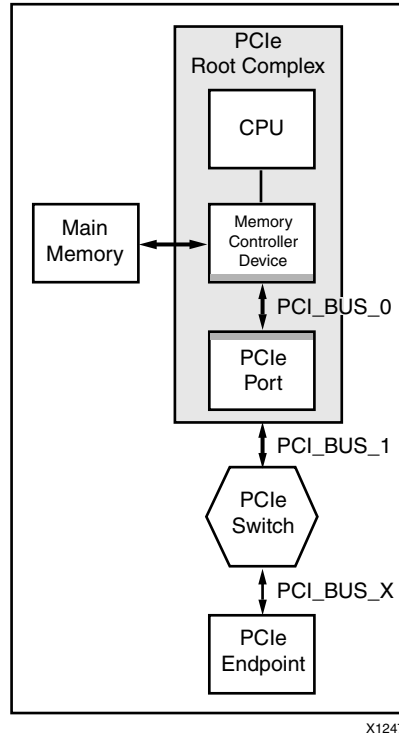 PCIe
Root Complex
CPU
Main
Memory
Memory
Controller
Device
PCI_BUS_0
PCIe
Port
PCI_BUS_1
PCIe
Switch
PCI_BUS_X
PCIe
Endpoint